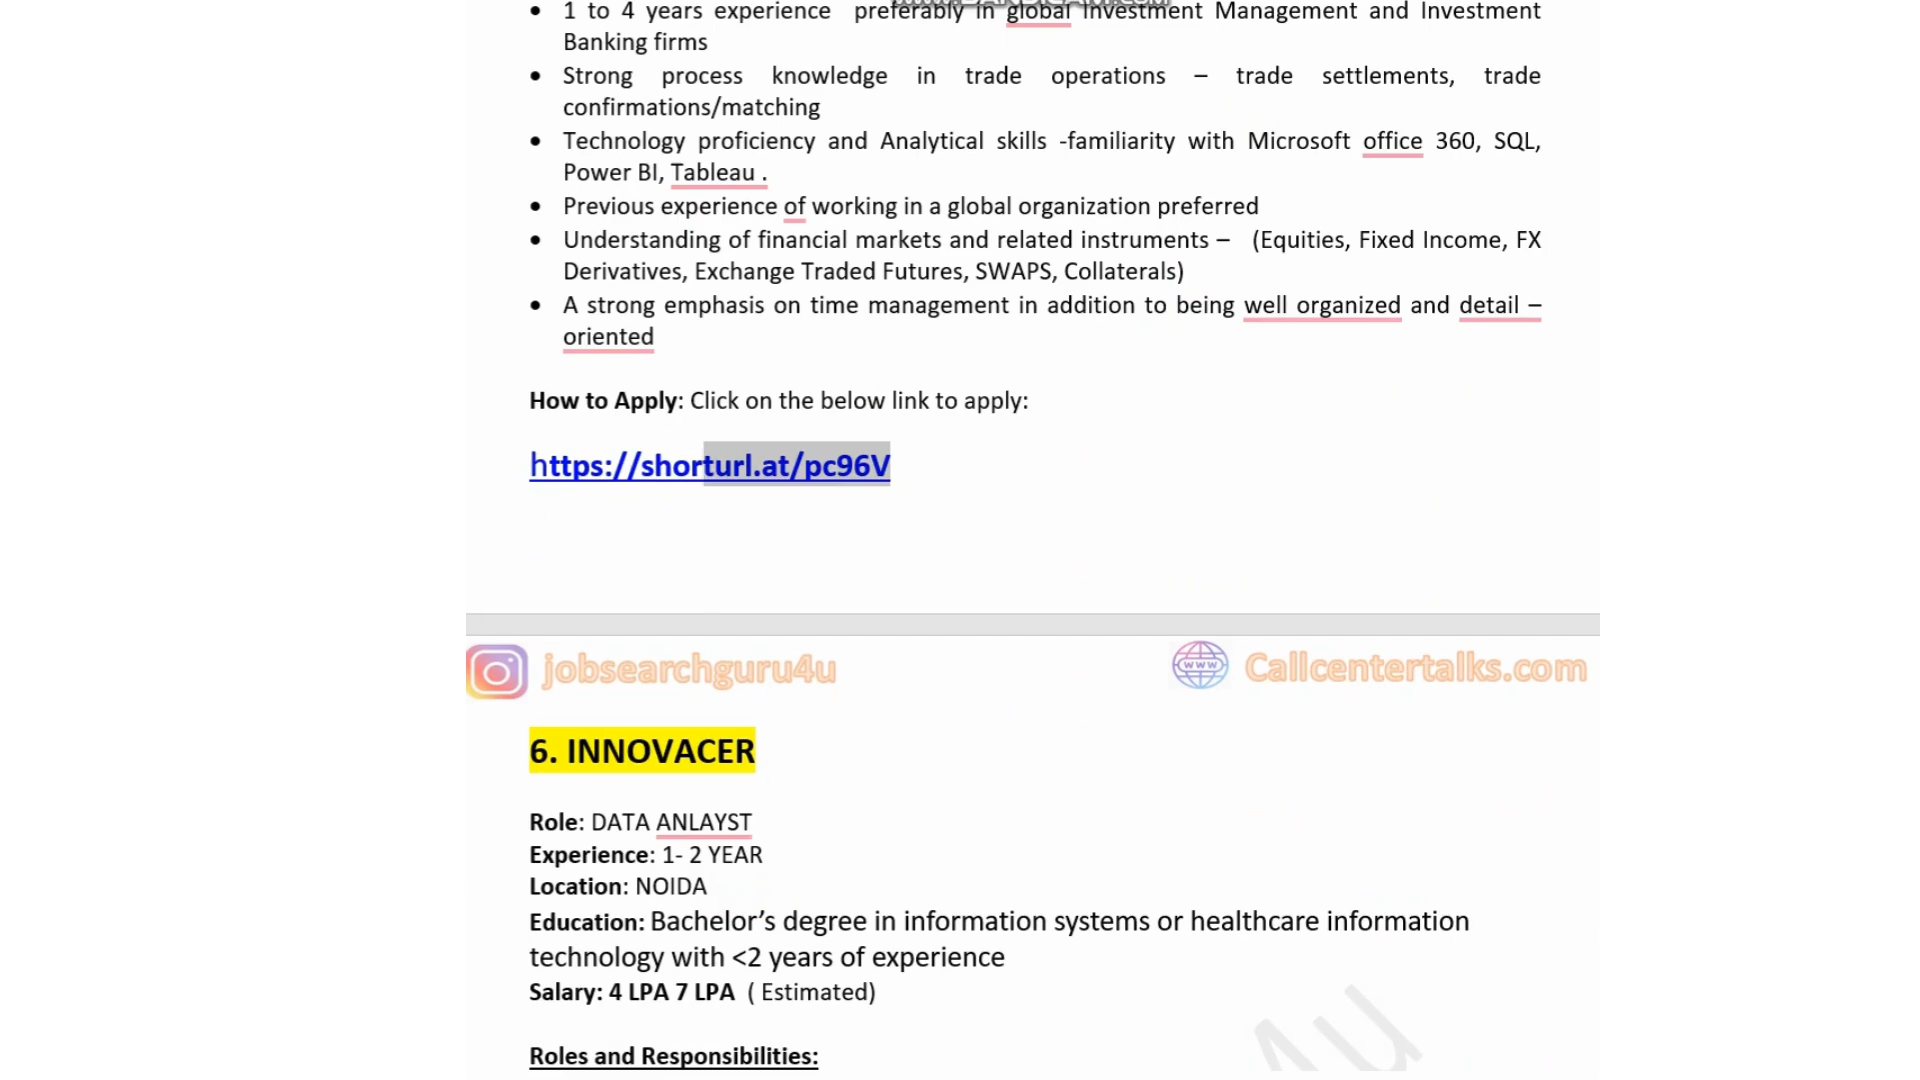 • 1 to 4 years experience preferably in global Investment Management and Investment
Banking firms
• Strong process knowledge in trade operations – trade settlements, trade
confirmations/matching
• Technology proficiency and Analytical skills -familiarity with Microsoft office 360, SQL,
Power BI, Tableau .
• Previous experience of working in a global organization preferred
• Understanding of financial markets and related instruments – (Equities, Fixed Income, FX
Derivatives, Exchange Traded Futures, SWAPS, Collaterals)
• A strong emphasis on time management in addition to being well organized and detail –
oriented
How to Apply: Click on the below link to apply:
https://shorturl.at/pc96V
jobsearchguru4u
www Callcentertalks.com
6. INNOVACER
Role: DATA ANLAYST
Experience: 1- 2 YEAR
Location: NOIDA
Education: Bachelor’s degree in information systems or healthcare information
technology with <2 years of experience
Salary: 4 LPA 7 LPA ( Estimated)
4u
Roles and Responsibilities: